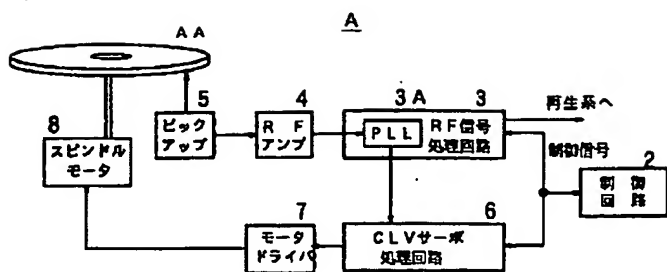 A
AA
5
4
3A
3
再生系へ
8
ピック
アップ
RF
アンプ
PLL
RF信号
処理回路
制御信号
2
スピンドル
モータ
制御
回路
7
6
モータ
ドライバ
CLVサーボ
処理回路